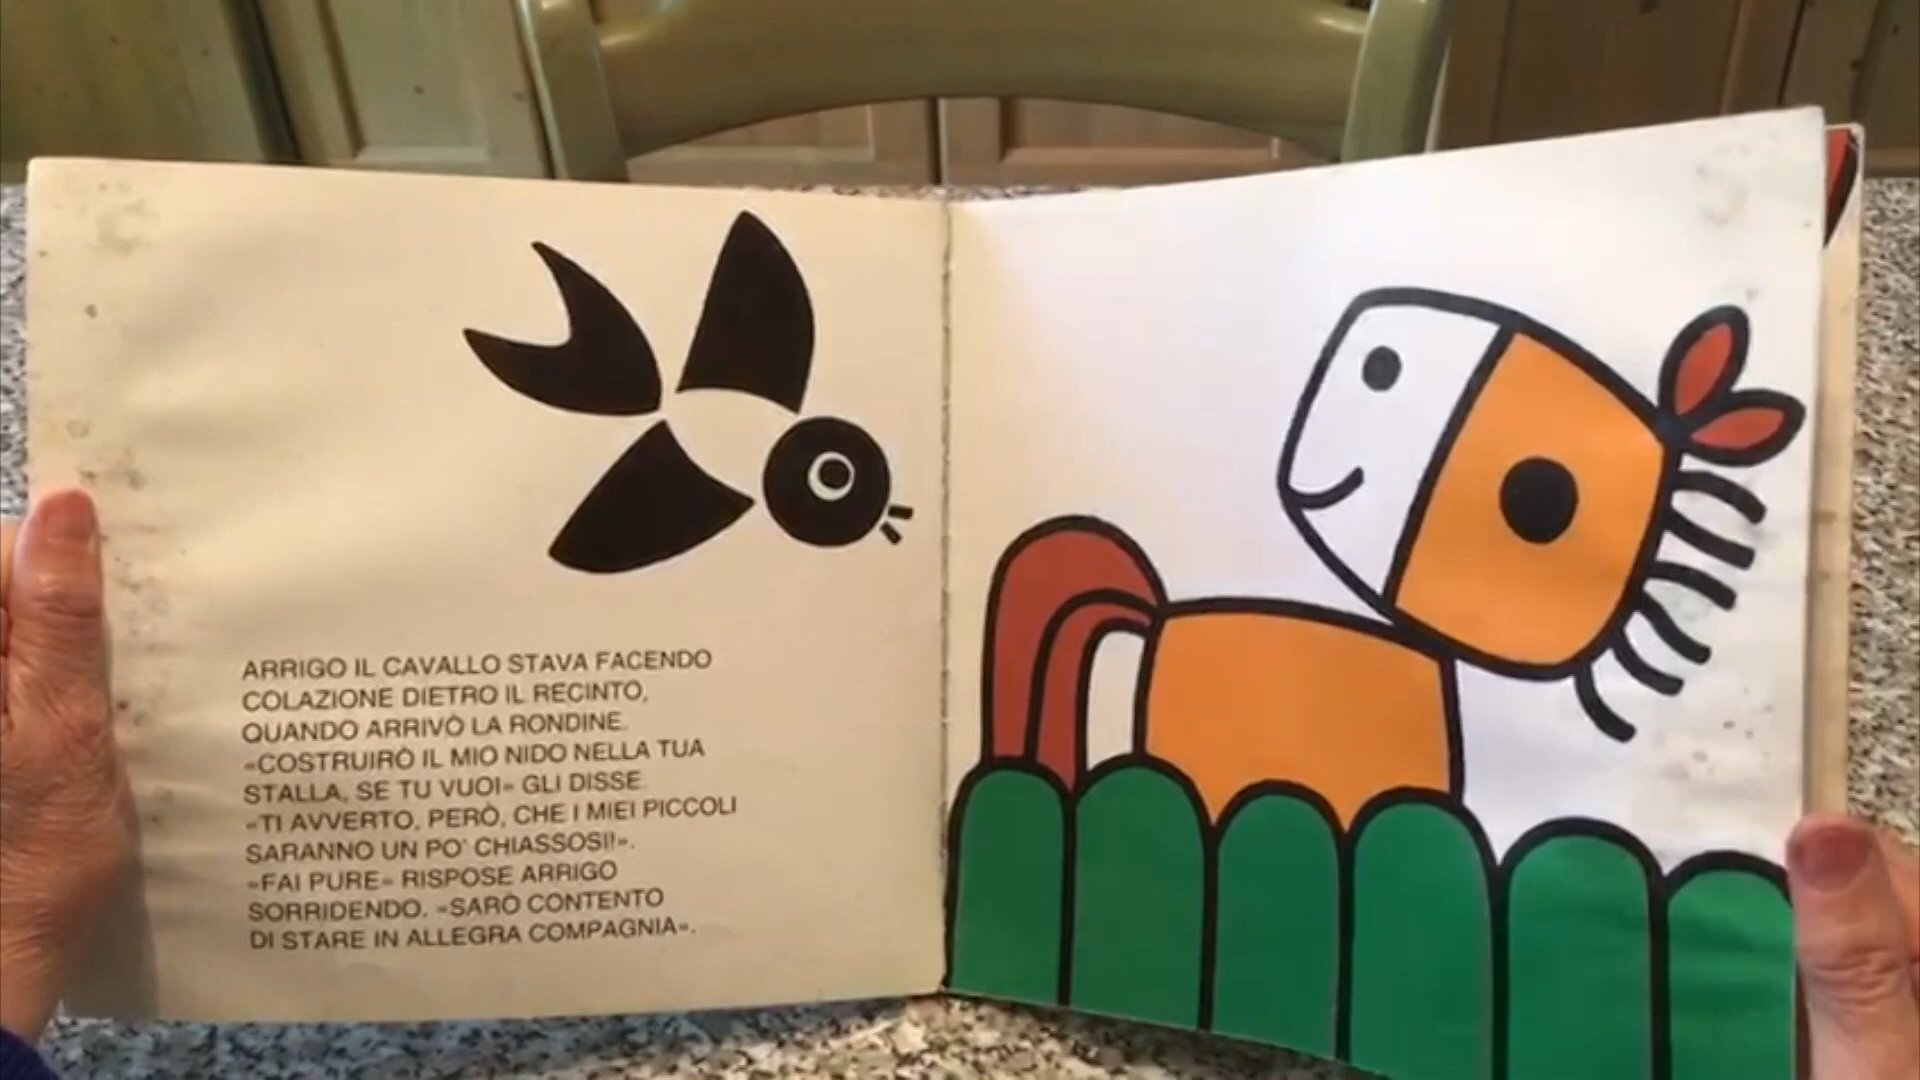 ARRIGO IL CAVALLO STAVA FACENDO
COLAZIONE DIETRO IL RECINTO,
QUANDO ARRIVÒ LA RONDINE.
«COSTRUIRÒ IL MIO NIDO NELLA TUA
STALLA, SE TU VUOI» GLI DISSE.
«TI AVVERTO, PERÒ, CHE I MIEI PICCOLI
SARANNO UN PO' CHIASSOSI!».
«FAI PURE» RISPOSE ARRIGO
SORRIDENDO. «SARÒ CONTENTO
DI STARE IN ALLEGRA COMPAGNIA».